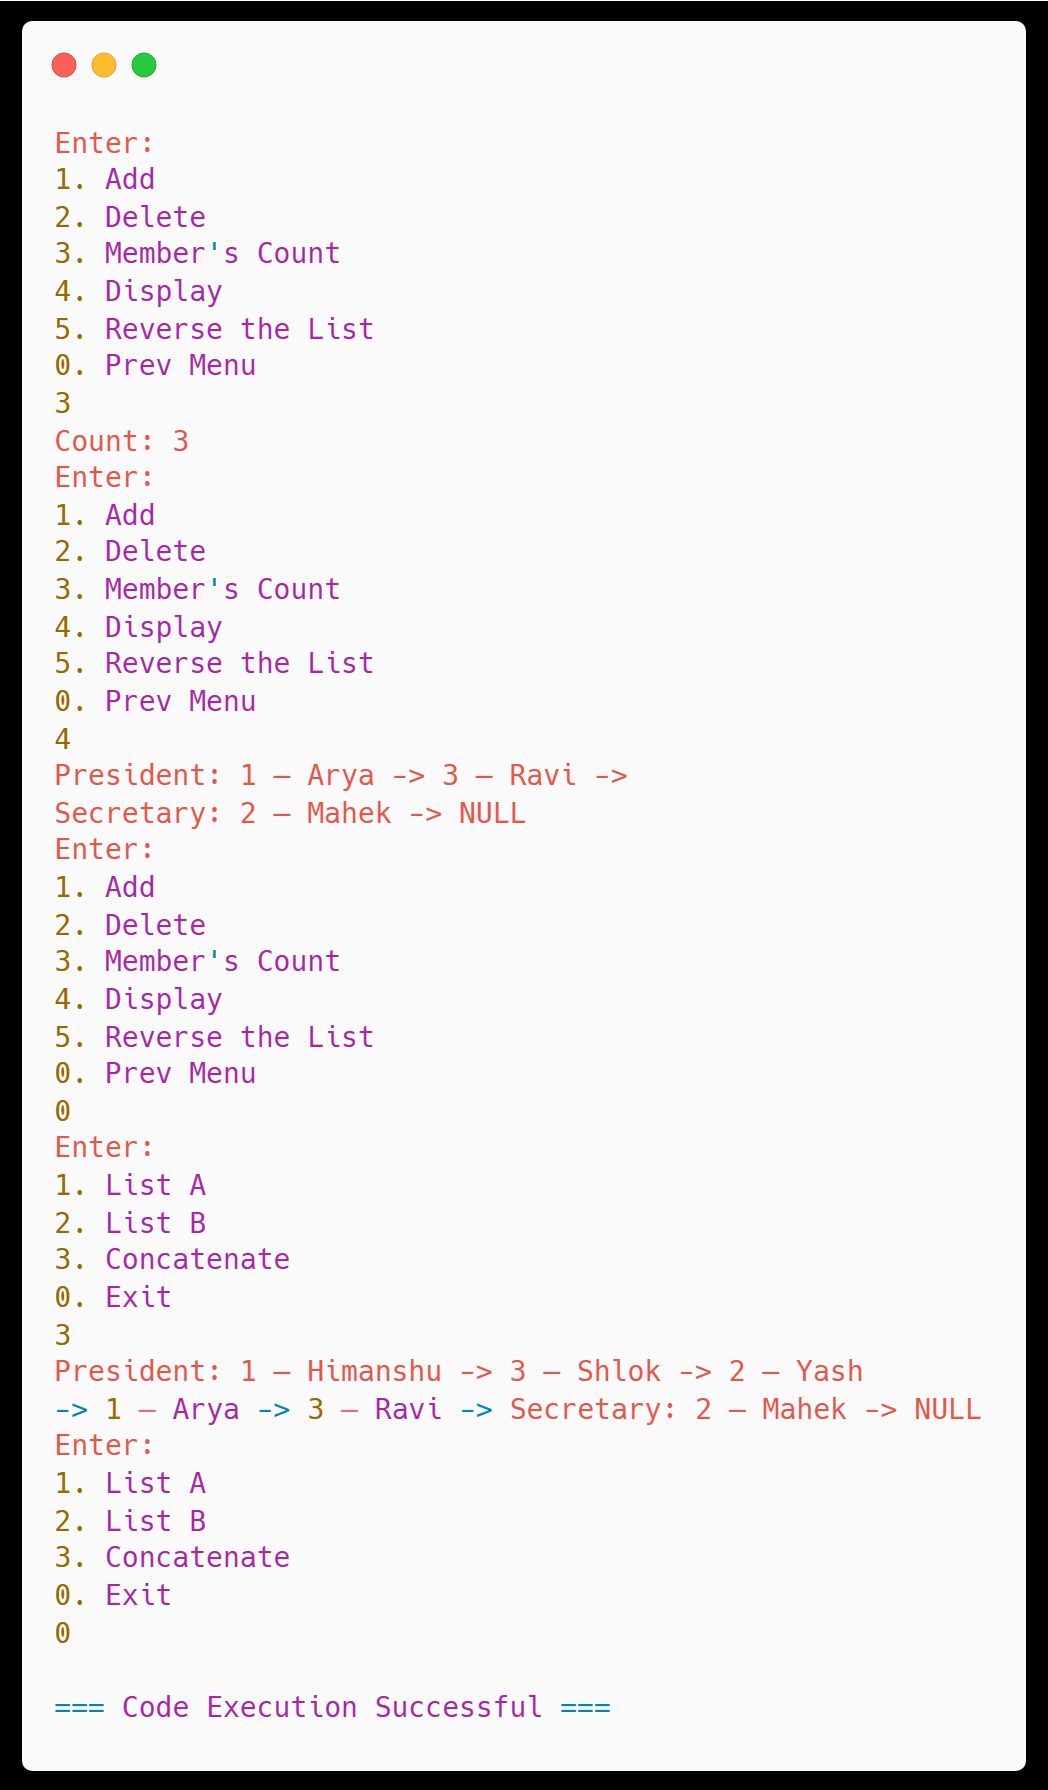 Enter:
1. Add
2. Delete
3. Member's Count
4. Display
5. Reverse the List
0. Prev Menu
3
Count: 3
Enter:
1. Add
2. Delete
3. Member's Count
4. Display
5. Reverse the List
0. Prev Menu
4
President: 1 – Arya -> 3 – Ravi ->
Secretary: 2 – Mahek -> NULL
Enter:
1. Add
2. Delete
3. Member's Count
4. Display
5. Reverse the List
0. Prev Menu
0
Enter:
1. List A
2. List B
3. Concatenate
0. Exit
3
President: 1 – Himanshu -> 3 – Shlok -> 2 – Yash
-> 1 – Arya -> 3 – Ravi -> Secretary: 2 – Mahek -> NULL
Enter:
1. List A
2. List B
3. Concatenate
0. Exit
0
=== Code Execution Successful ===